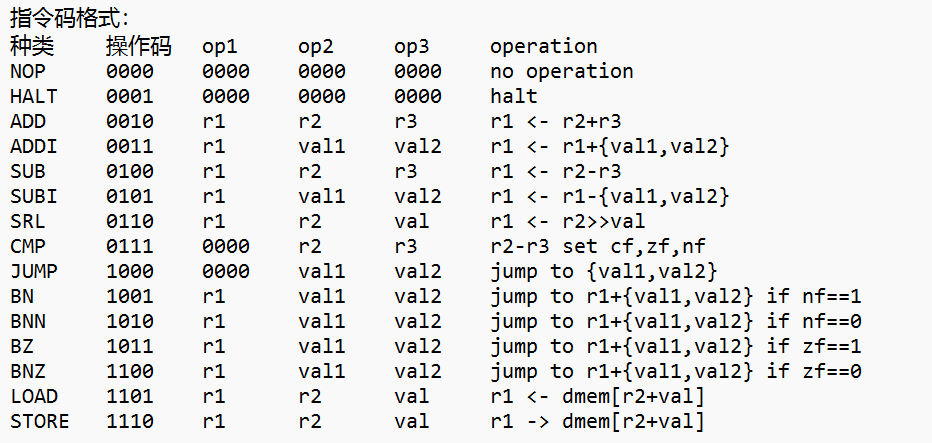 指令码格式:
种类 操作码 op1 op2 op3 operation
NOP 0000 0000 0000 0000 no operation
HALT 0001 0000 0000 0000 halt
ADD 0010 r1 r2 r3 r1 <- r2+r3
ADDI 0011 r1 val1 val2 r1 <- r1+{val1,val2}
SUB 0100 r1 r2 r3 r1 <- r2-r3
SUBI 0101 r1 val1 val2 r1 <- r1-{val1,val2}
SRL 0110 r1 r2 val r1 <- r2>>val
CMP 0111 0000 r2 r3 r2-r3 set cf,zf,nf
JUMP 1000 0000 val1 val2 jump to {val1,val2}
BN 1001 r1 val1 val2 jump to r1+{val1,val2} if nf==1
BNN 1010 r1 val1 val2 jump to r1+{val1,val2} if nf==0
BZ 1011 r1 val1 val2 jump to r1+{val1,val2} if zf==1
BNZ 1100 r1 val1 val2 jump to r1+{val1,val2} if zf==0
LOAD 1101 r1 r2 val r1 <- dmem[r2+val]
STORE 1110 r1 r2 val r1 -> dmem[r2+val]